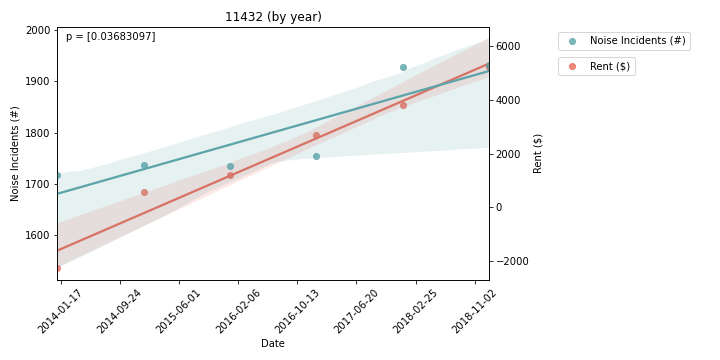 11432 (by year)
p = [0.03683097]
Noise Incidents (#)
Rent ($)
2000
1900
1800
1700
1600
Noise Incidents (#)
6000
4000
2000
0
−2000
Rent ($)
2014-01-17
2014-09-24
2015-06-01
2016-02-06
2016-10-13
2017-06-20
2018-02-25
2018-11-02
Date